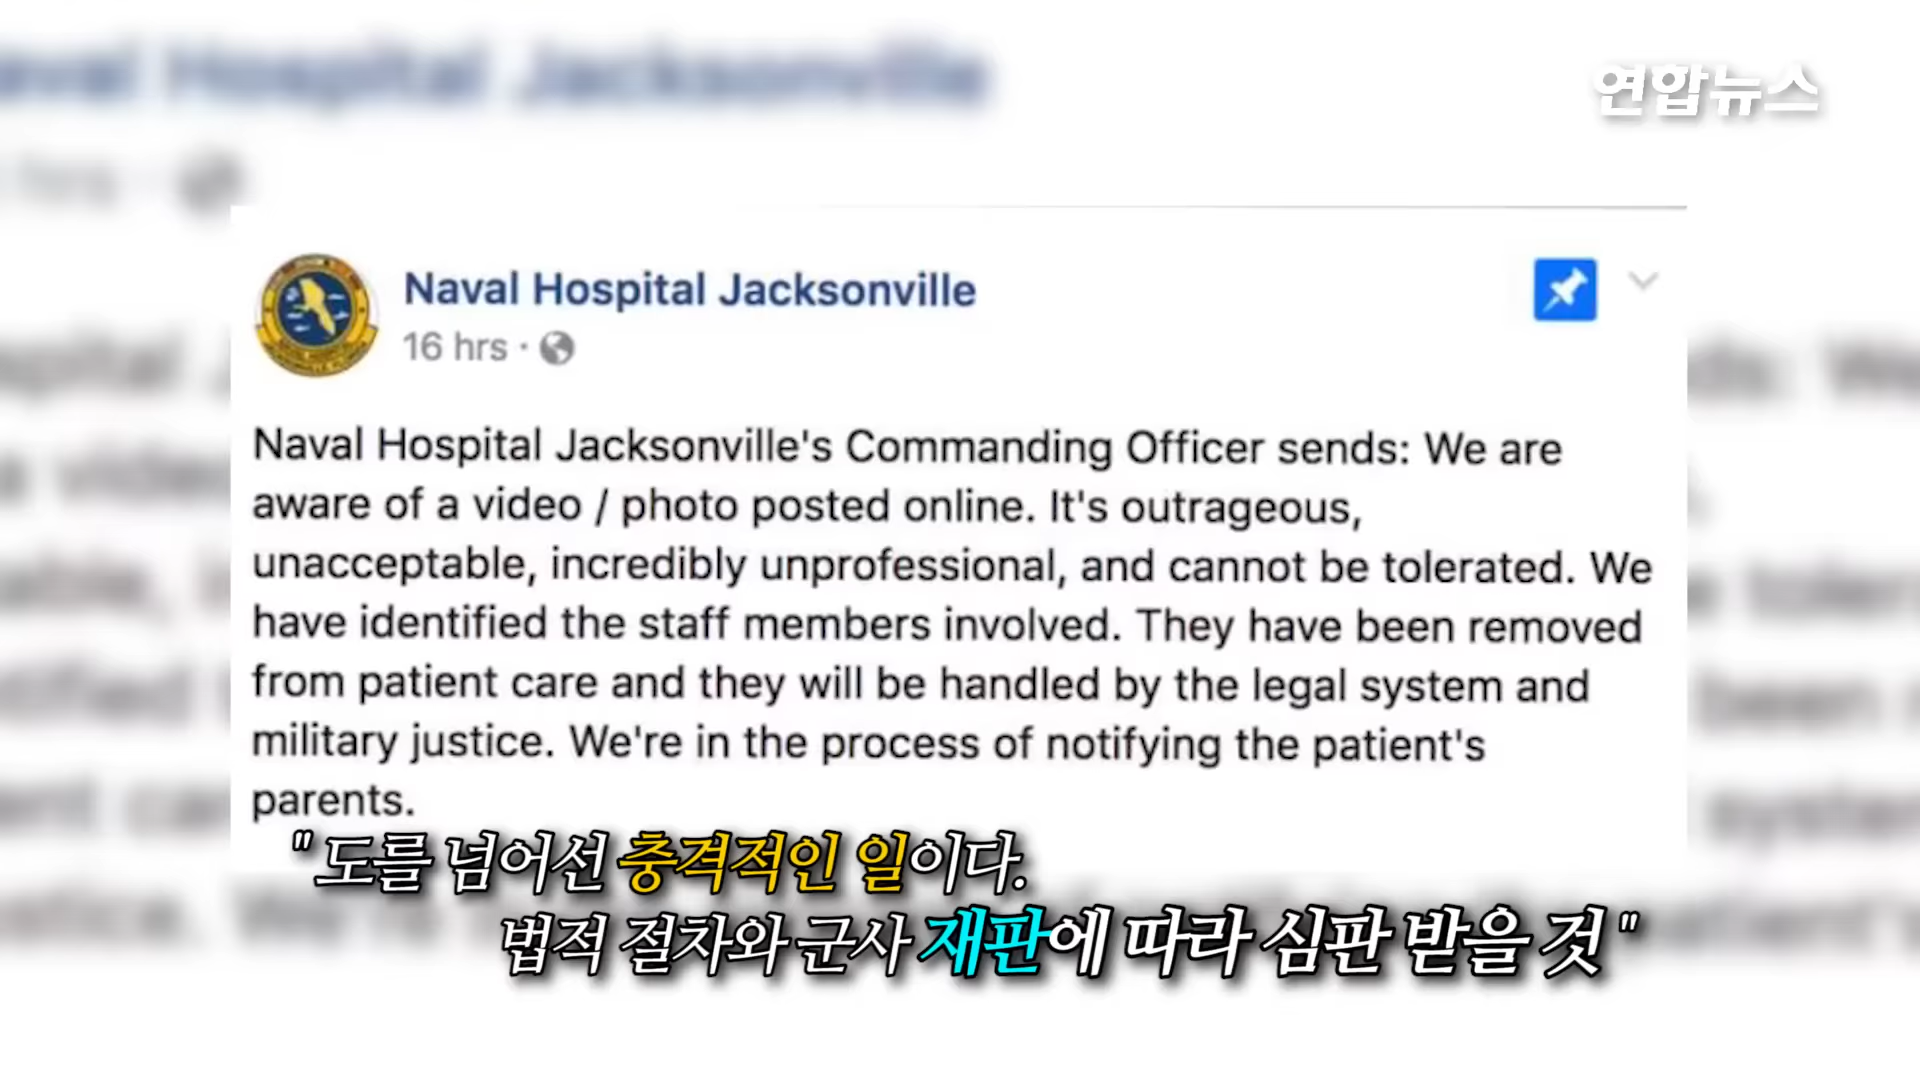 연합뉴스
Naval Hospital Jacksonville
16 hrs ·
Naval Hospital Jacksonville's Commanding Officer sends: We are
aware of a video / photo posted online. It's outrageous,
unacceptable, incredibly unprofessional, and cannot be tolerated. We
have identified the staff members involved. They have been removed
from patient care and they will be handled by the legal system and
military justice. We're in the process of notifying the patient's
parents.
"도를 넘어선 충격적인 일이다.
법적 절차와 군사 재판에 따라 심판 받을 것"